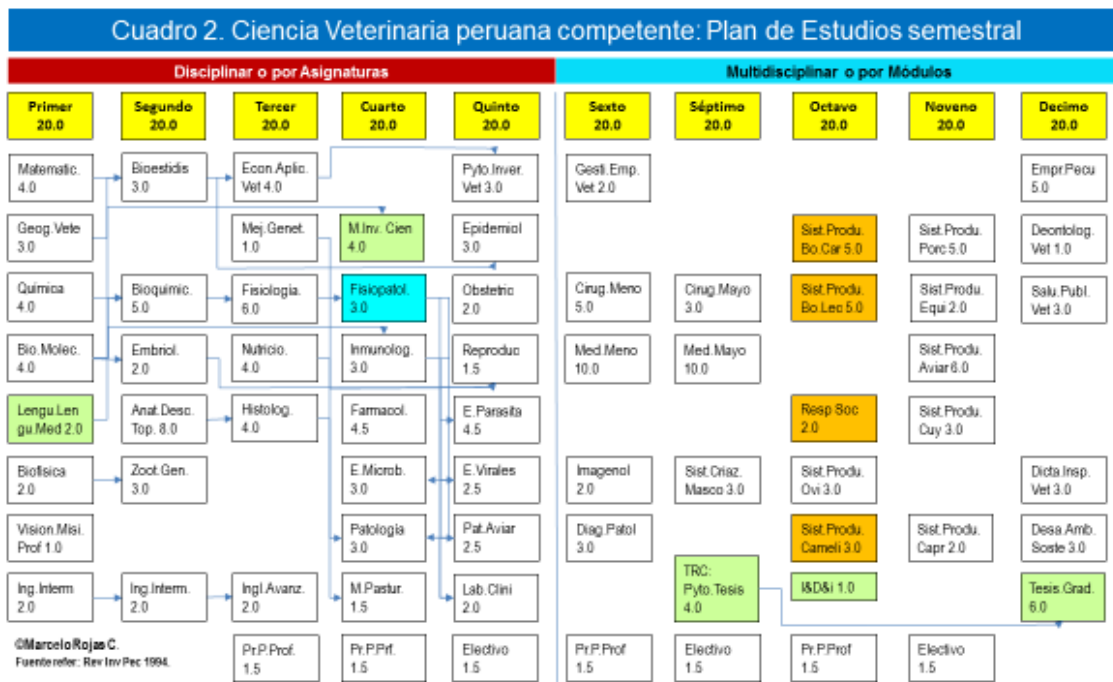 Cuadro 2. Ciencia Veterinaria peruana competente: Plan de Estudios semestral
Disciplinar o por Asignaturas
Multidisciplinar o por Módulos
Primer
20.0
Segundo
20.0
Tercer
20.0
Cuarto
20.0
Quinto
20.0
Sexto
20.0
Séptimo
20.0
Octavo
20.0
Noveno
20.0
Decimo
20.0
Matematic.
4.0
Bioestidis
3.0
Econ.Aplic.
Vet 4.0
Pyto.Inver.
Vet 3.0
Gesti.Emp.
Vet 2.0
Empr.Pecu
5.0
Geog.Vete
3.0
Mej.Genet.
1.0
M.Inv. Cien
4.0
Epidemiol
3.0
Sist.Produ.
Bo.Car 5.0
Sist.Produ.
Porc 5.0
Deontolog.
Vet 1.0
Química
4.0
Bioquimic.
5.0
Fisiología.
6.0
Fisiopatol.
3.0
Obstetric
2.0
Cirug.Meno
5.0
Cirug.Mayo
3.0
Sist.Produ.
Bo.Lec 5.0
Sist.Produ.
Equi 2.0
Salu.Publ.
Vet 3.0
Bio.Molec.
4.0
Embriol.
2.0
Nutricio.
4.0
Inmunolog.
3.0
Reproduc
1.5
Med.Meno
10.0
Med.Mayo
10.0
Sist.Produ
Aviar 6.0
Lengu.Len
gu.Med 2.0
Anat.Desc.
Top. 8.0
Histolog.
4.0
Farmacol.
4.5
E.Parasita
4.5
Resp Soc
2.0
Sist.Produ.
Cuy 3.0
Biofisica
2.0
Zoot.Gen.
3.0
E.Microb.
3.0
E.Virales
2.5
Imagenol
2.0
Sist.Criaz.
Masco 3.0
Sist.Produ.
Ovi 3.0
Dicta.Insp.
Vet 3.0
Vision.Misi.
Prof 1.0
Patología
3.0
Pat.Aviar
2.5
Diag.Patol
3.0
Sist.Produ.
Cameli 3.0
Sist.Produ.
Capr 2.0
Desa.Amb.
Soste 3.0
Ing.Interm
2.0
Ing.Interm.
2.0
Ingl.Avanz.
2.0
M.Pastur.
1.5
Lab.Clini
2.0
TRC:
Pyto.Tesis
4.0
I&D&i 1.0
Tesis.Grad.
6.0
©Marcelo Rojas C.
Fuente refer: Rev Inv Pec 1994.
Pr.P.Prof.
1.5
Pr.P.Prf.
1.5
Electivo
1.5
Pr.P.Prof
1.5
Electivo
1.5
Pr.P.Prof
1.5
Electivo
1.5